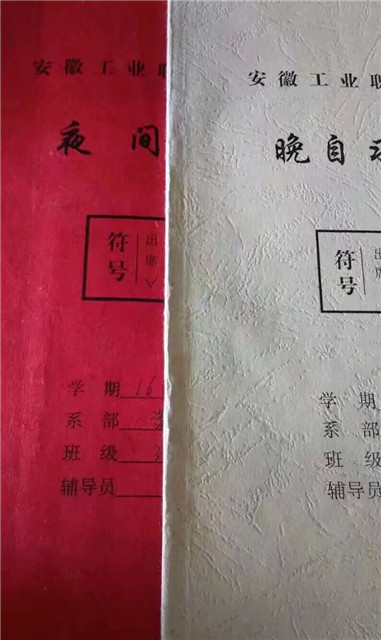 安徽工业职
夜间
符号
出席
√
学期 16
系部
班级
辅导员
安徽工业职
晚自
符号
出席
学期
系部
班级
辅导员